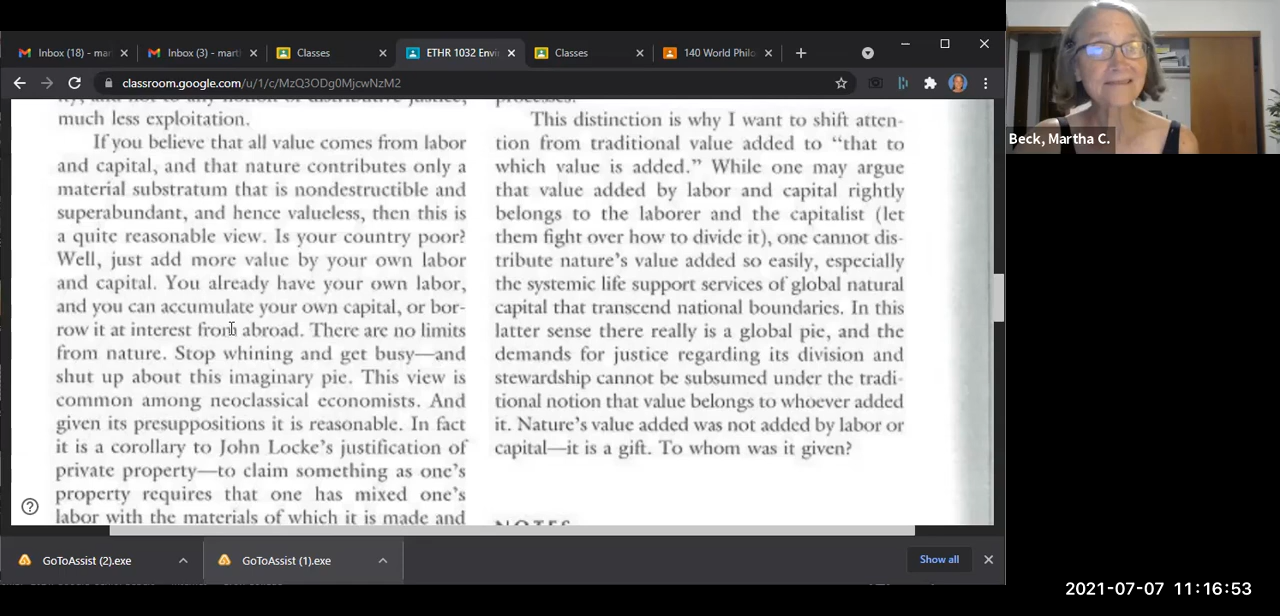 Inbox (18) - mar
Inbox (3) - mart
Classes
ETHR 1032 Envi
Classes
140 World Philo
classroom.google.com/u/1/c/MzQ3ODg0MjcwNzM2
much less exploitation.
If you believe that all value comes from labor
and capital, and that nature contributes only a
material substratum that is nondestructible and
superabundant, and hence valueless, then this is
a quite reasonable view. Is your country poor?
Well, just add more value by your own labor
and capital. You already have your own labor,
and you can accumulate your own capital, or bor-
row it at interest from abroad. There are no limits
from nature. Stop whining and get busy—and
shut up about this imaginary pie. This view is
common among neoclassical economists. And
given its presuppositions it is reasonable. In fact
it is a corollary to John Locke's justification of
private property—to claim something as one's
property requires that one has mixed one's
labor with the materials of which it is made and
processes.
This distinction is why I want to shift atten-
tion from traditional value added to "that to
which value is added." While one may argue
that value added by labor and capital rightly
belongs to the laborer and the capitalist (let
them fight over how to divide it), one cannot dis-
tribute nature's value added so easily, especially
the systemic life support services of global natural
capital that transcend national boundaries. In this
latter sense there really is a global pie, and the
demands for justice regarding its division and
stewardship cannot be subsumed under the tradi-
tional notion that value belongs to whoever added
it. Nature's value added was not added by labor or
capital—it is a gift. To whom was it given?
NOTES
GoToAssist (2).exe
GoToAssist (1).exe
Show all
Beck, Martha C.
2021-07-07 11:16:53